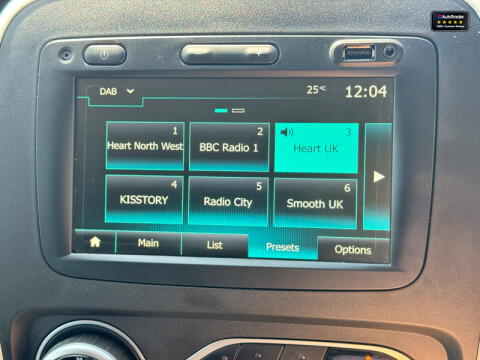 AutoTrader
DAB
25°C
12:04
1
Heart North West
2
BBC Radio 1
3
Heart UK
4
KISSTORY
5
Radio City
6
Smooth UK
Main
List
Presets
Options